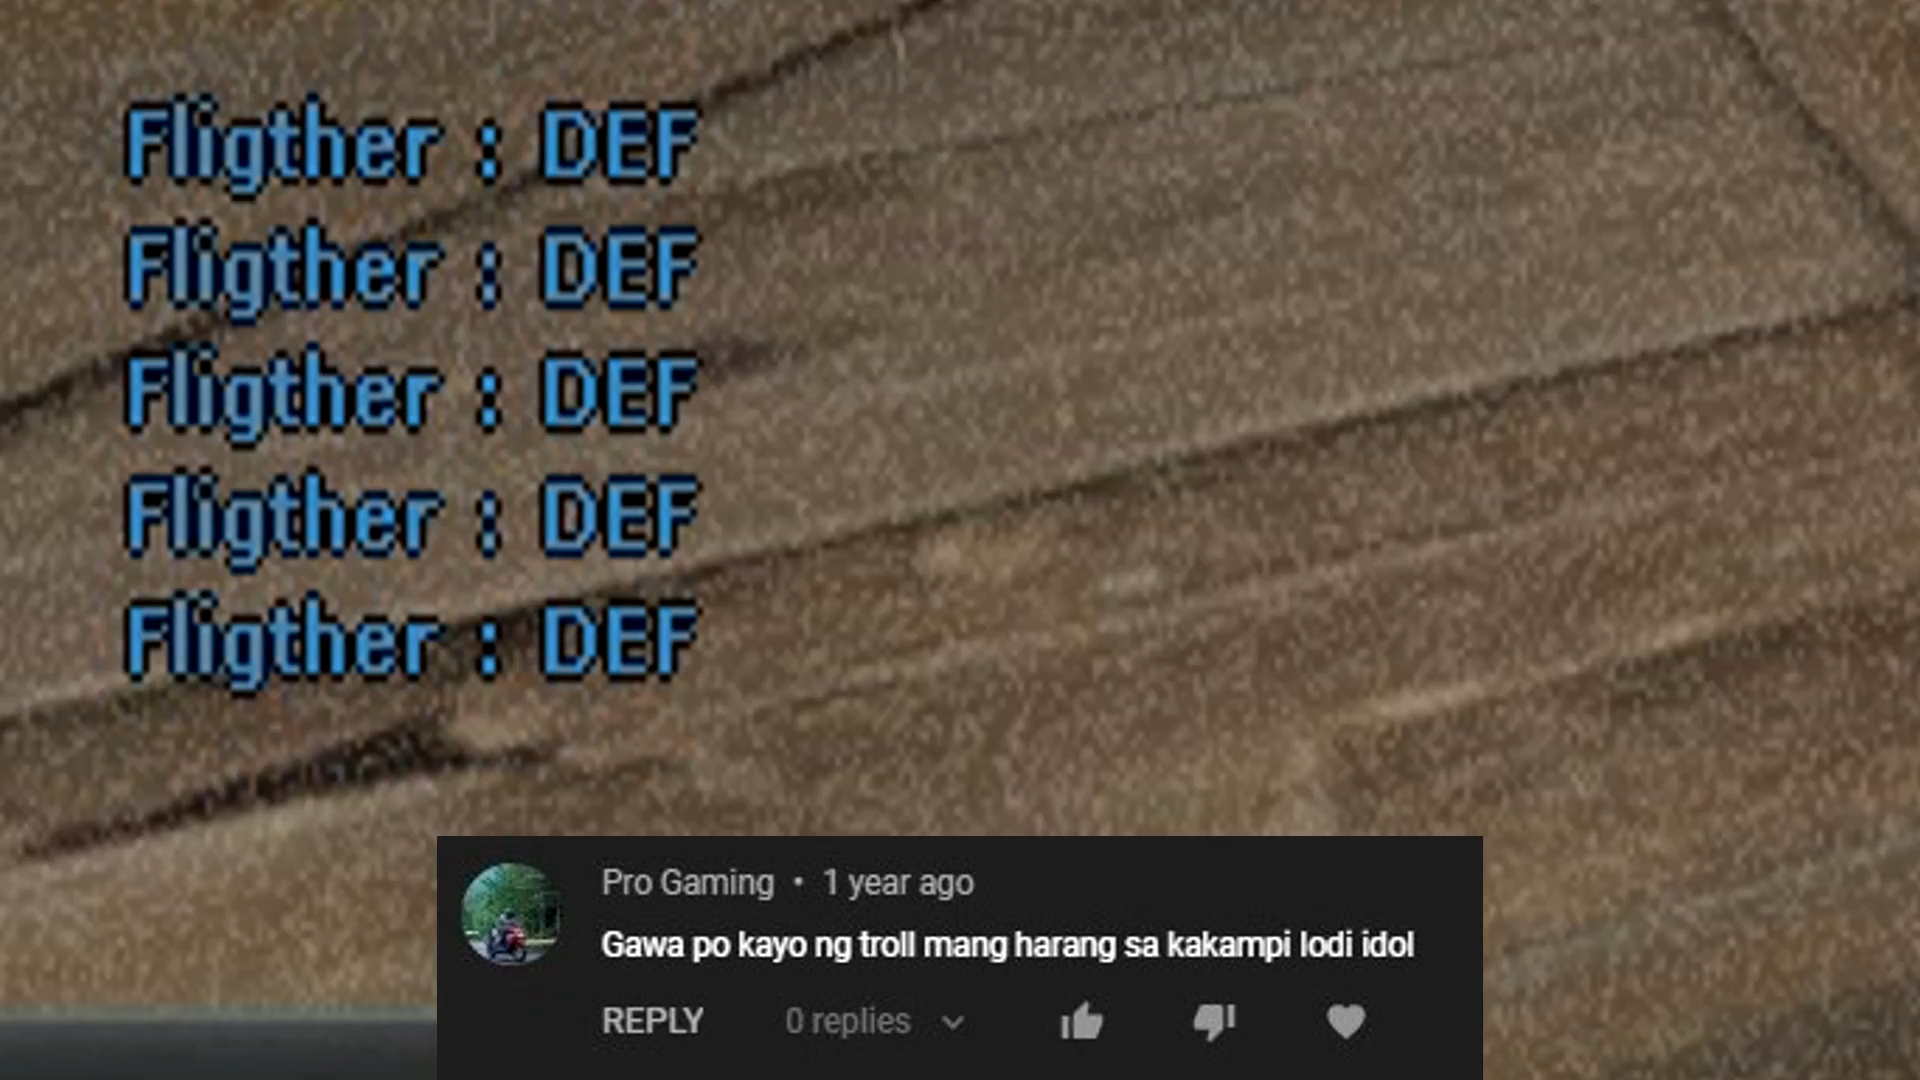 Fligther : DEF
Fligther : DEF
Fligther : DEF
Fligther : DEF
Fligther : DEF
Pro Gaming • 1 year ago
Gawa po kayo ng troll mang harang sa kakampi lodi idol
REPLY 0 replies